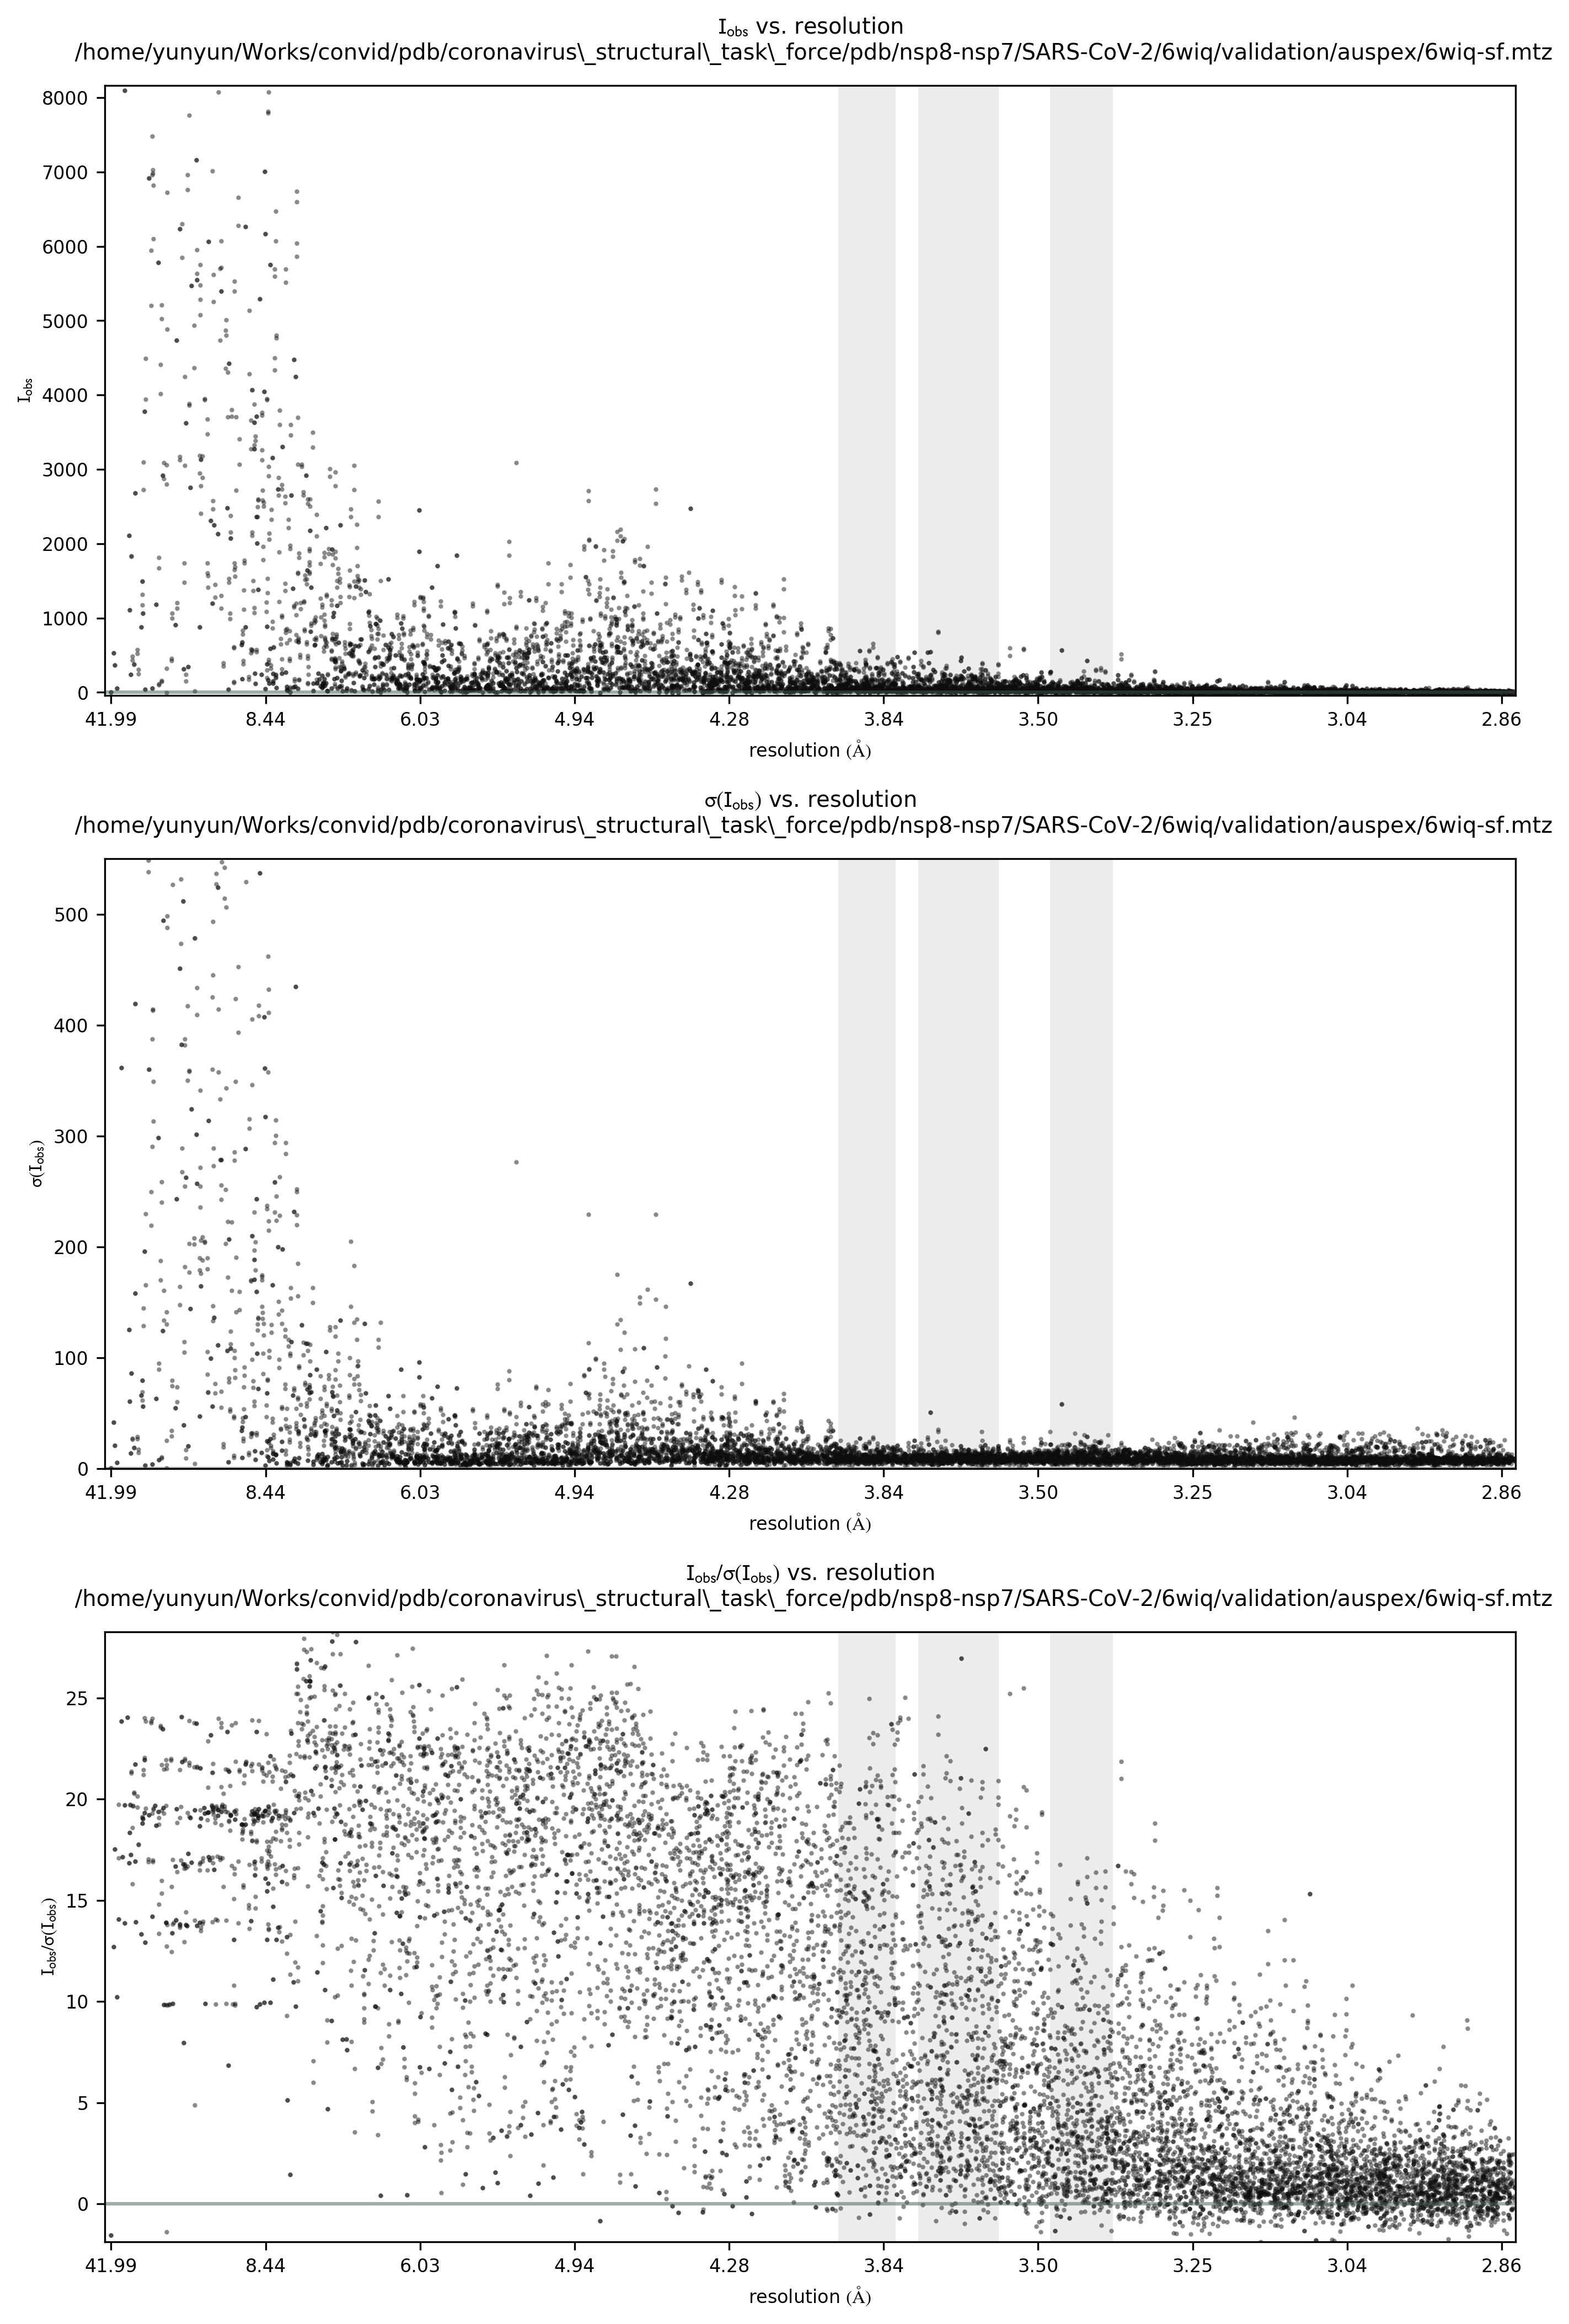 I_obs vs. resolution
/home/yunyun/Works/convid/pdb/coronavirus\_structural\_task\_force/pdb/nsp8-nsp7/SARS-CoV-2/6wiq/validation/auspex/6wiq-sf.mtz
8000
7000
6000
5000
4000
3000
2000
1000
0
I_obs
41.99 8.44 6.03 4.94 4.28 3.84 3.50 3.25 3.04 2.86
resolution (Å)
σ(I_obs) vs. resolution
/home/yunyun/Works/convid/pdb/coronavirus\_structural\_task\_force/pdb/nsp8-nsp7/SARS-CoV-2/6wiq/validation/auspex/6wiq-sf.mtz
500
400
300
200
100
0
σ(I_obs)
41.99 8.44 6.03 4.94 4.28 3.84 3.50 3.25 3.04 2.86
resolution (Å)
I_obs/σ(I_obs) vs. resolution
/home/yunyun/Works/convid/pdb/coronavirus\_structural\_task\_force/pdb/nsp8-nsp7/SARS-CoV-2/6wiq/validation/auspex/6wiq-sf.mtz
25
20
15
10
5
0
I_obs/σ(I_obs)
41.99 8.44 6.03 4.94 4.28 3.84 3.50 3.25 3.04 2.86
resolution (Å)